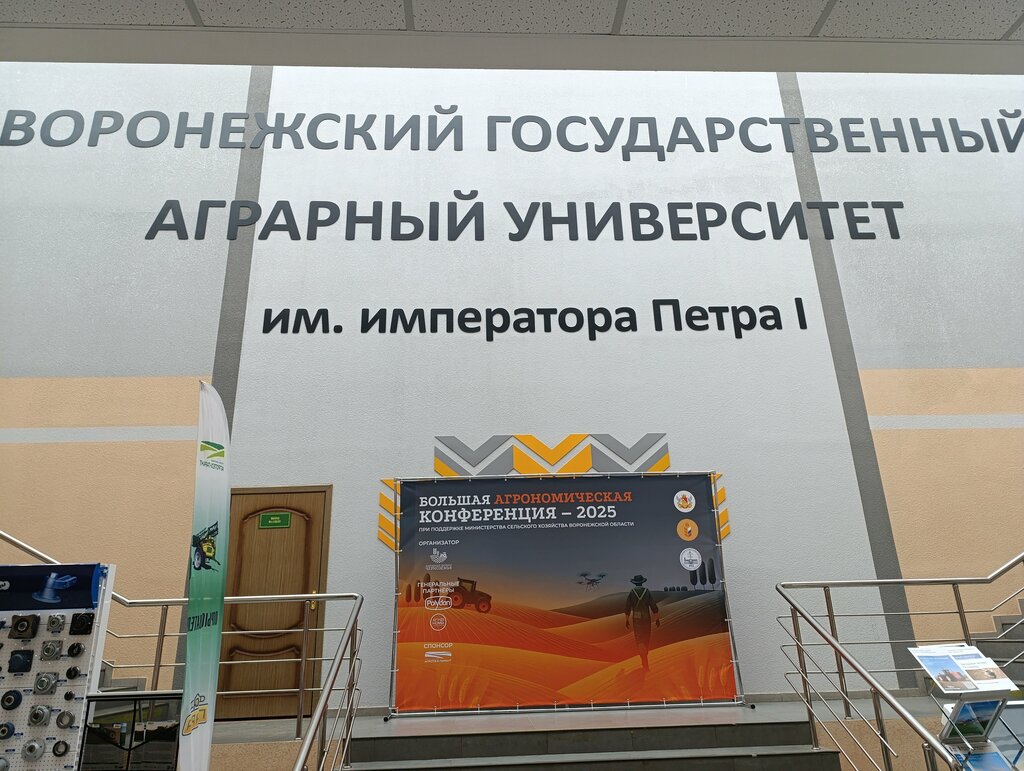 ВОРОНЕЖСКИЙ ГОСУДАРСТВЕННЫЙ
АГРАРНЫЙ УНИВЕРСИТЕТ
им. императора Петра I
БОЛЬШАЯ АГРОНОМИЧЕСКАЯ
КОНФЕРЕНЦИЯ – 2025
ПРИ ПОДДЕРЖКЕ МИНИСТЕРСТВА СЕЛЬСКОГО ХОЗЯЙСТВА ВОРОНЕЖСКОЙ ОБЛАСТИ
ОРГАНИЗАТОР
ГЕНЕРАЛЬНЫЕ
ПАРТНЁРЫ
Polydon
СПОНСОР